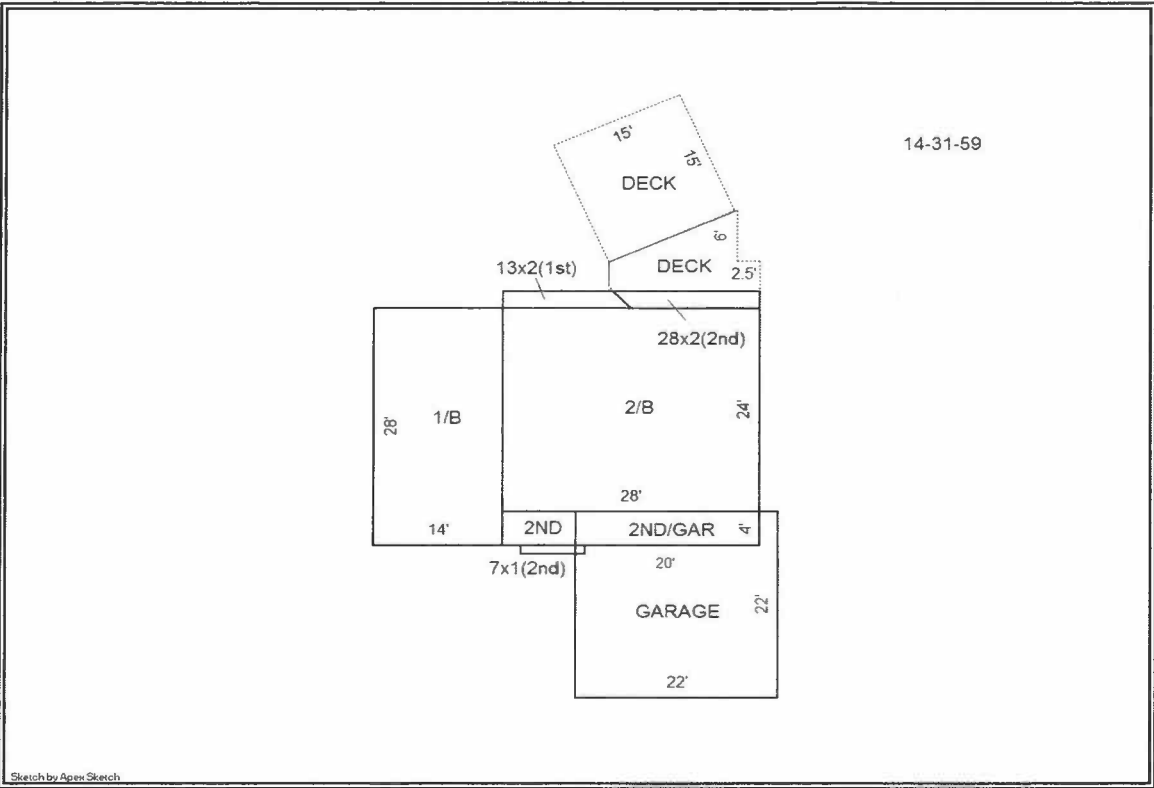 15'
14-31-59
15'
DECK
6'
13x2(1st)
DECK
2.5'
28x2(2nd)
28'
1/B
2/B
24'
28'
14'
2ND
2ND/GAR
4'
7x1(2nd)
20'
GARAGE
22'
22'
Sketch by Apex Sketch